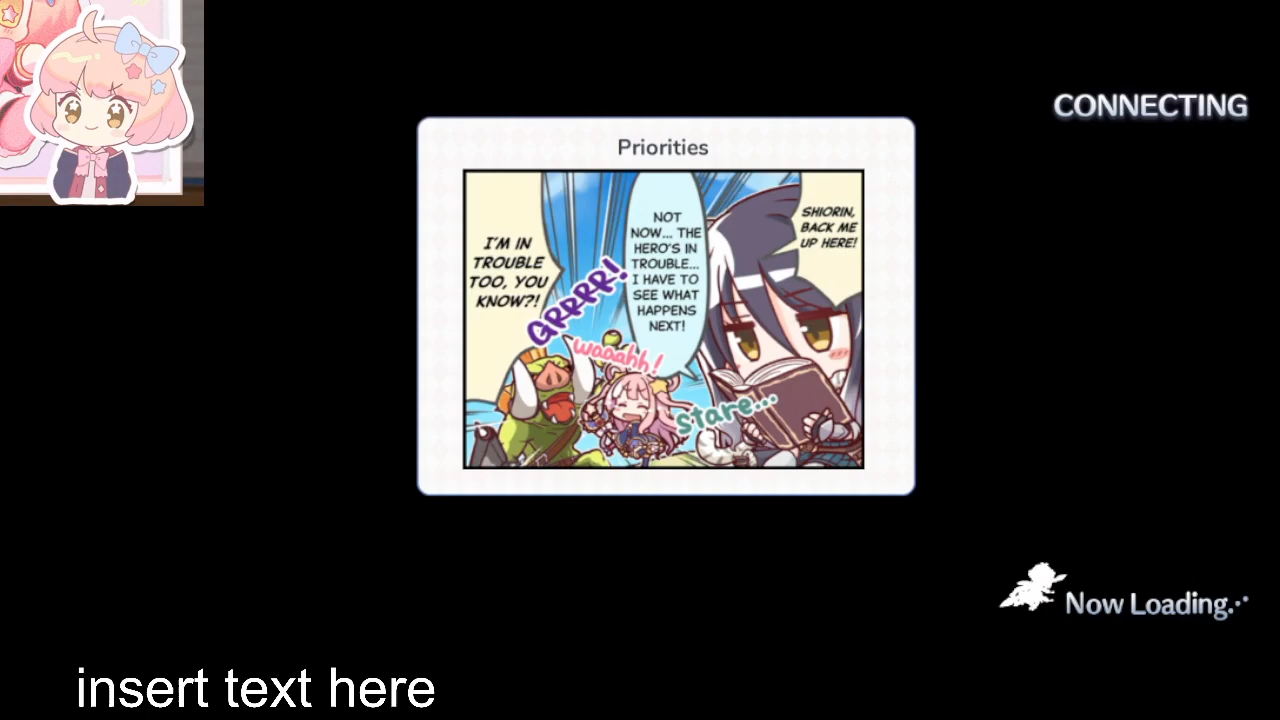 CONNECTING
Priorities
SHIORIN,
BACK ME
UP HERE!
NOT
NOW... THE
HERO'S IN
TROUBLE...
I HAVE TO
SEE WHAT
HAPPENS
NEXT!
I'M IN
TROUBLE
TOO, YOU
KNOW?!
GRRRR!
waaahh!
stare...
Now Loading...
insert text here